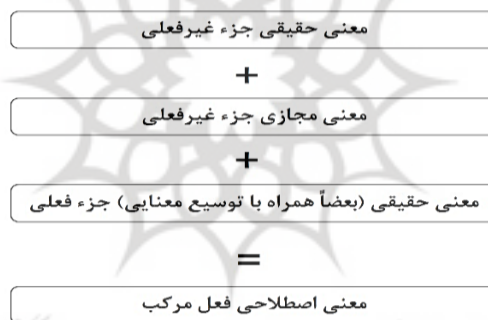 معنی حقیقی جزء غیرفعلی
+
معنی مجازی جزء غیرفعلی
+
معنی حقیقی (بعضاً همراه با توسیع معنایی) جزء فعلی
=
معنی اصطلاحی فعل مرکب